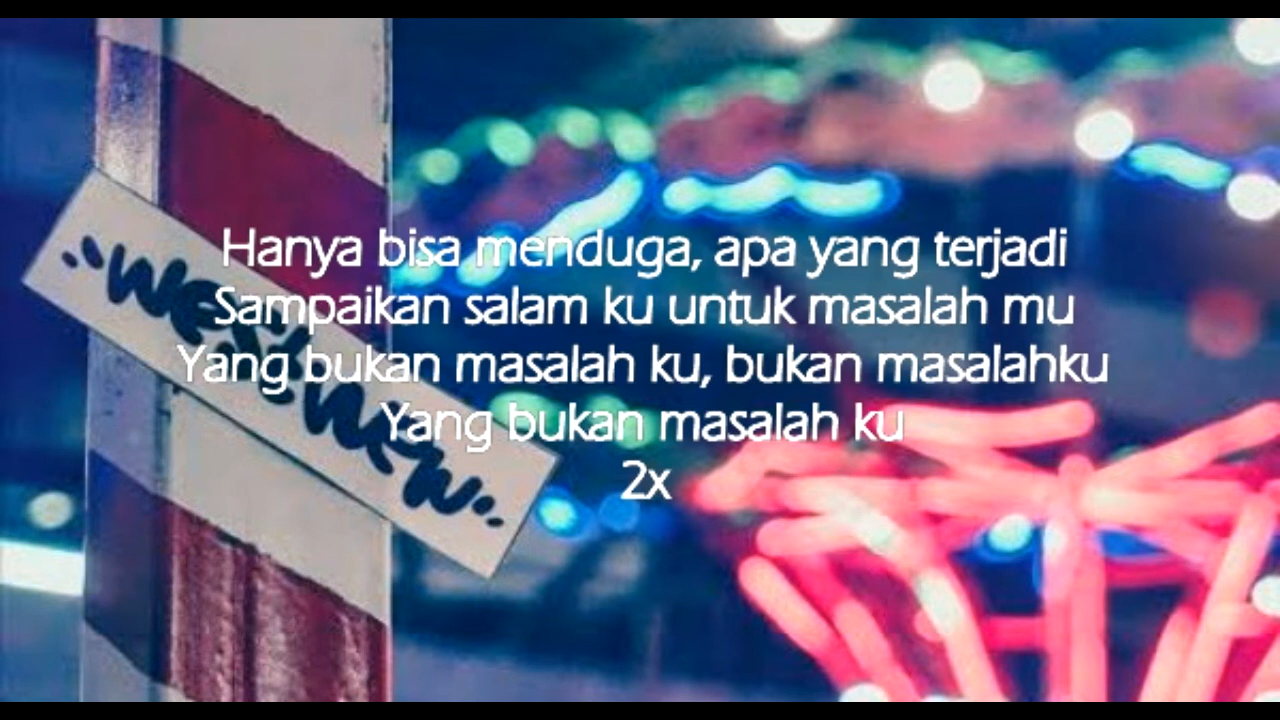 Hanya bisa menduga, apa yang terjadi
Sampaikan salam ku untuk masalah mu
Yang bukan masalah ku, bukan masalahku
Yang bukan masalah ku
2x